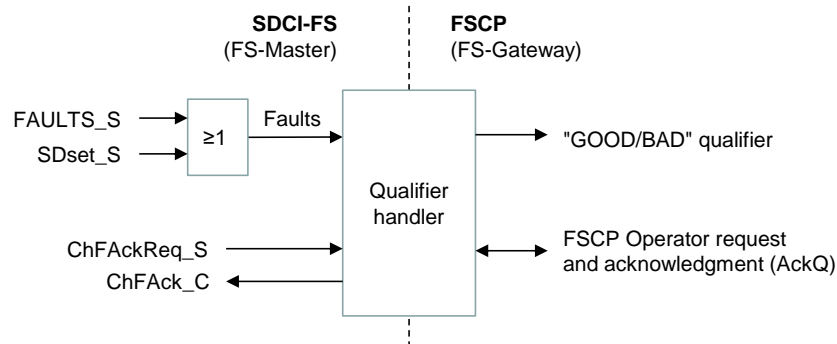 SDCI-FS
(FS-Master)
FSCP
(FS-Gateway)
FAULTS_S
SDset_S
≥1
Faults
Qualifier
handler
"GOOD/BAD" qualifier
ChFAckReq_S
ChFAck_C
FSCP Operator request
and acknowledgment (AckQ)